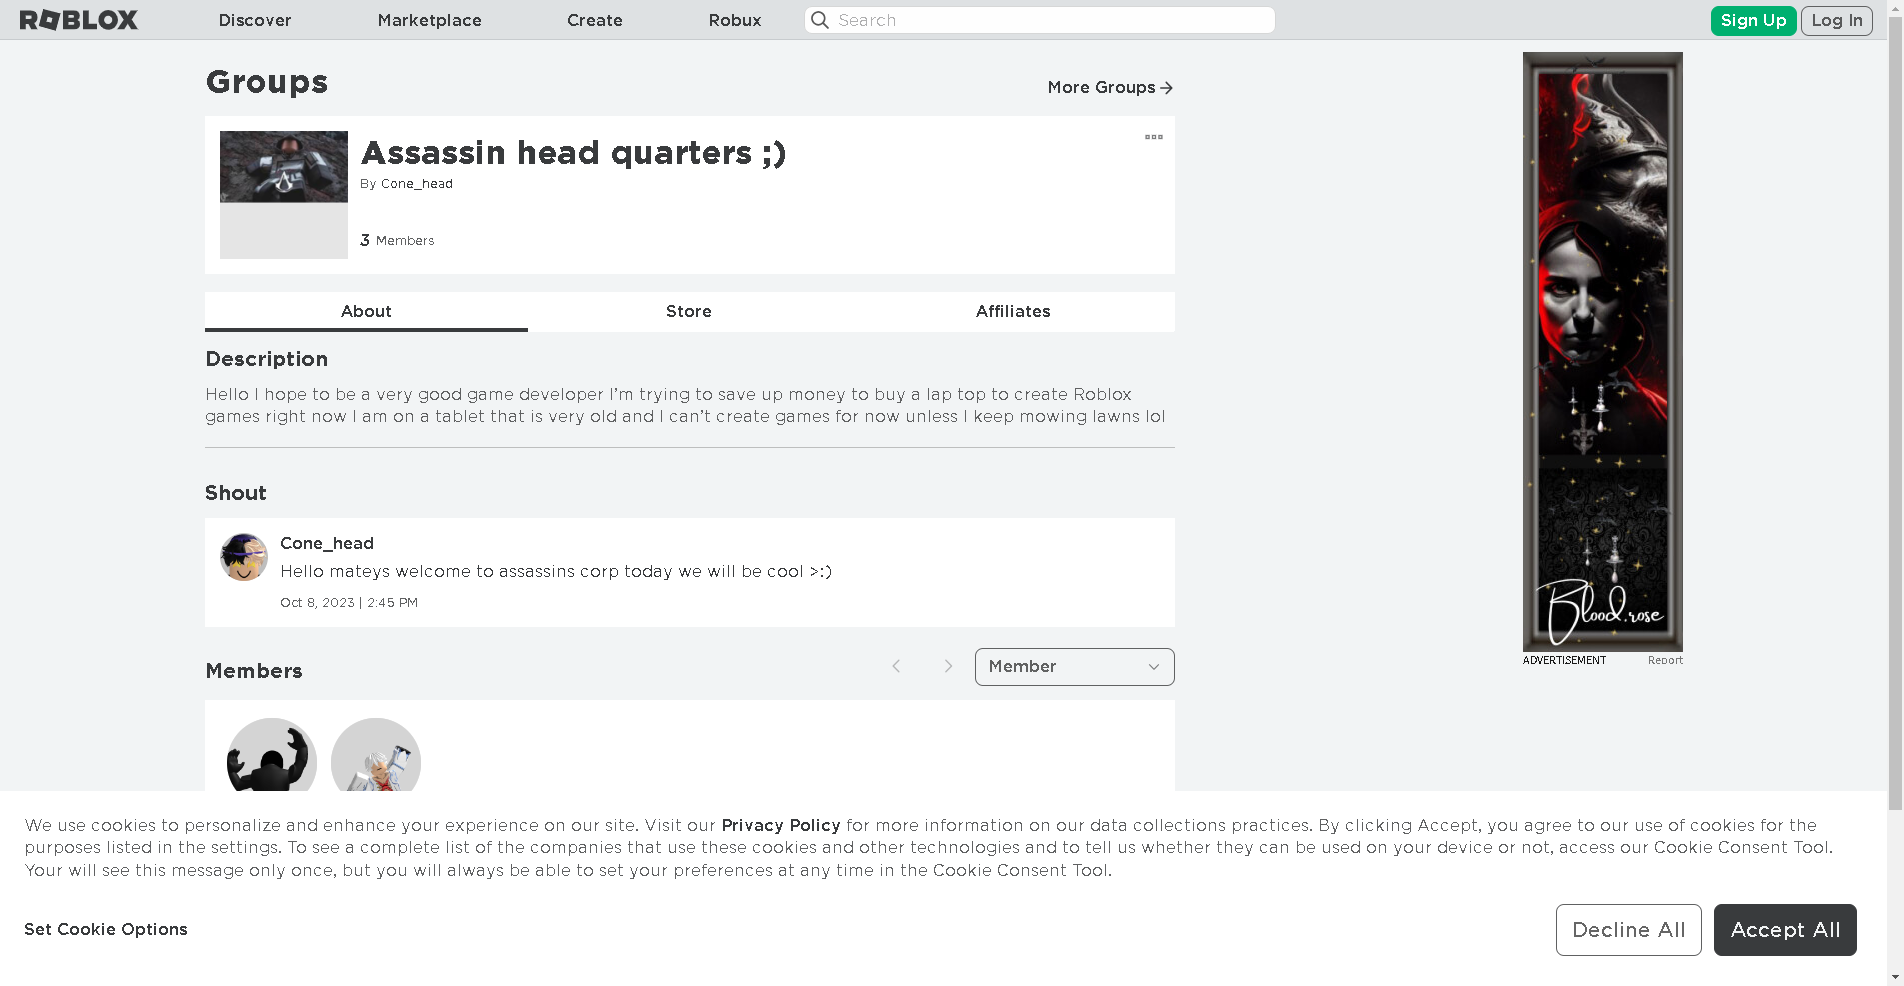 ROBLOX Discover Marketplace Create Robux Search Sign Up Log In
Groups
More Groups
Assassin head quarters ;)
By Cone_head
3 Members
About Store Affiliates
Description
Hello I hope to be a very good game developer I'm trying to save up money to buy a lap top to create Roblox
games right now I am on a tablet that is very old and I can't create games for now unless I keep mowing lawns lol
Shout
Cone_head
Hello mateys welcome to assassins corp today we will be cool >:)
Oct 8, 2023 | 2:45 PM
Members
Member
Blood.rose
ADVERTISEMENT Report
We use cookies to personalize and enhance your experience on our site. Visit our Privacy Policy for more information on our data collections practices. By clicking Accept, you agree to our use of cookies for the
purposes listed in the settings. To see a complete list of the companies that use these cookies and other technologies and to tell us whether they can be used on your device or not, access our Cookie Consent Tool.
Your will see this message only once, but you will always be able to set your preferences at any time in the Cookie Consent Tool.
Set Cookie Options
Decline All Accept All